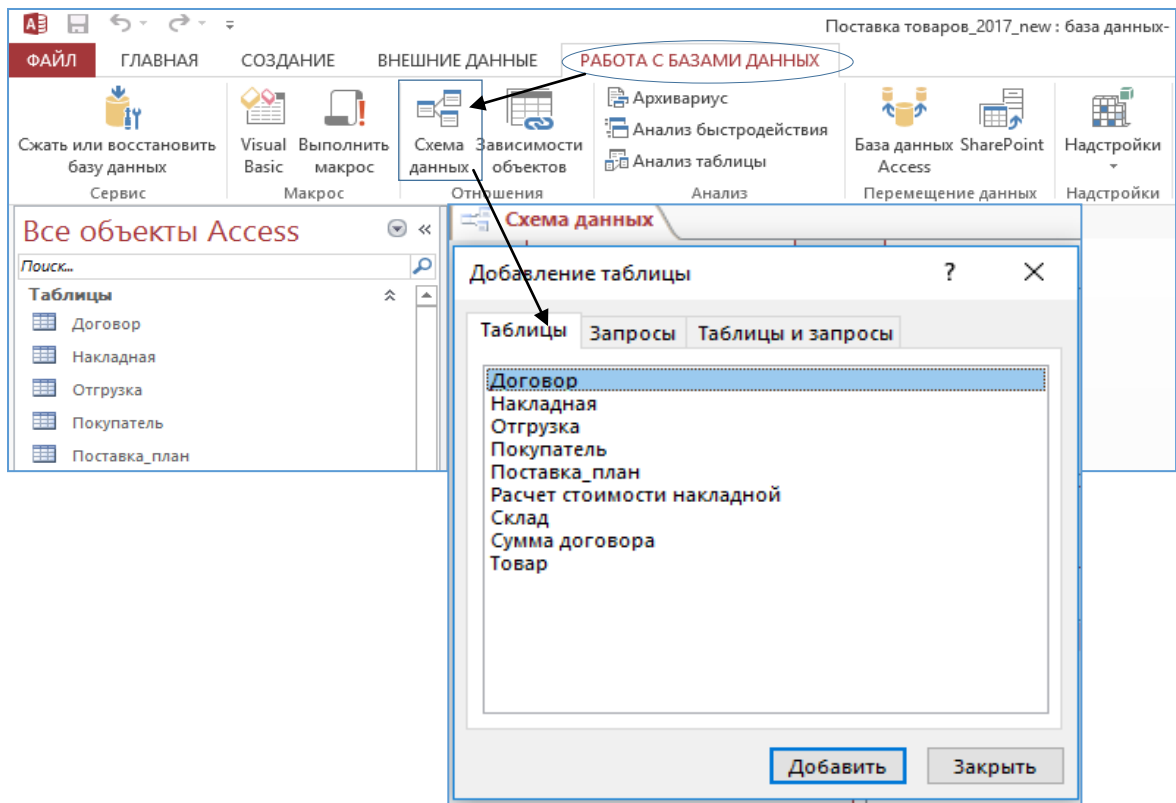 Поставка товаров_2017_new : база данных-
ФАЙЛ ГЛАВНАЯ СОЗДАНИЕ ВНЕШНИЕ ДАННЫЕ РАБОТА С БАЗАМИ ДАННЫХ
Сжать или восстановить базу данных
Visual Basic
Выполнить макрос
Схема данных
Зависимости объектов
Архивариус
Анализ быстродействия
Анализ таблицы
База данных Access
SharePoint
Надстройки
Сервис Макрос Отношения Анализ Перемещение данных Надстройки
Все объекты Access
Поиск...
Таблицы
Договор
Накладная
Отгрузка
Покупатель
Поставка_план
Схема данных
Добавление таблицы ?
Таблицы Запросы Таблицы и запросы
Договор
Накладная
Отгрузка
Покупатель
Поставка_план
Расчет стоимости накладной
Склад
Сумма договора
Товар
Добавить Закрыть